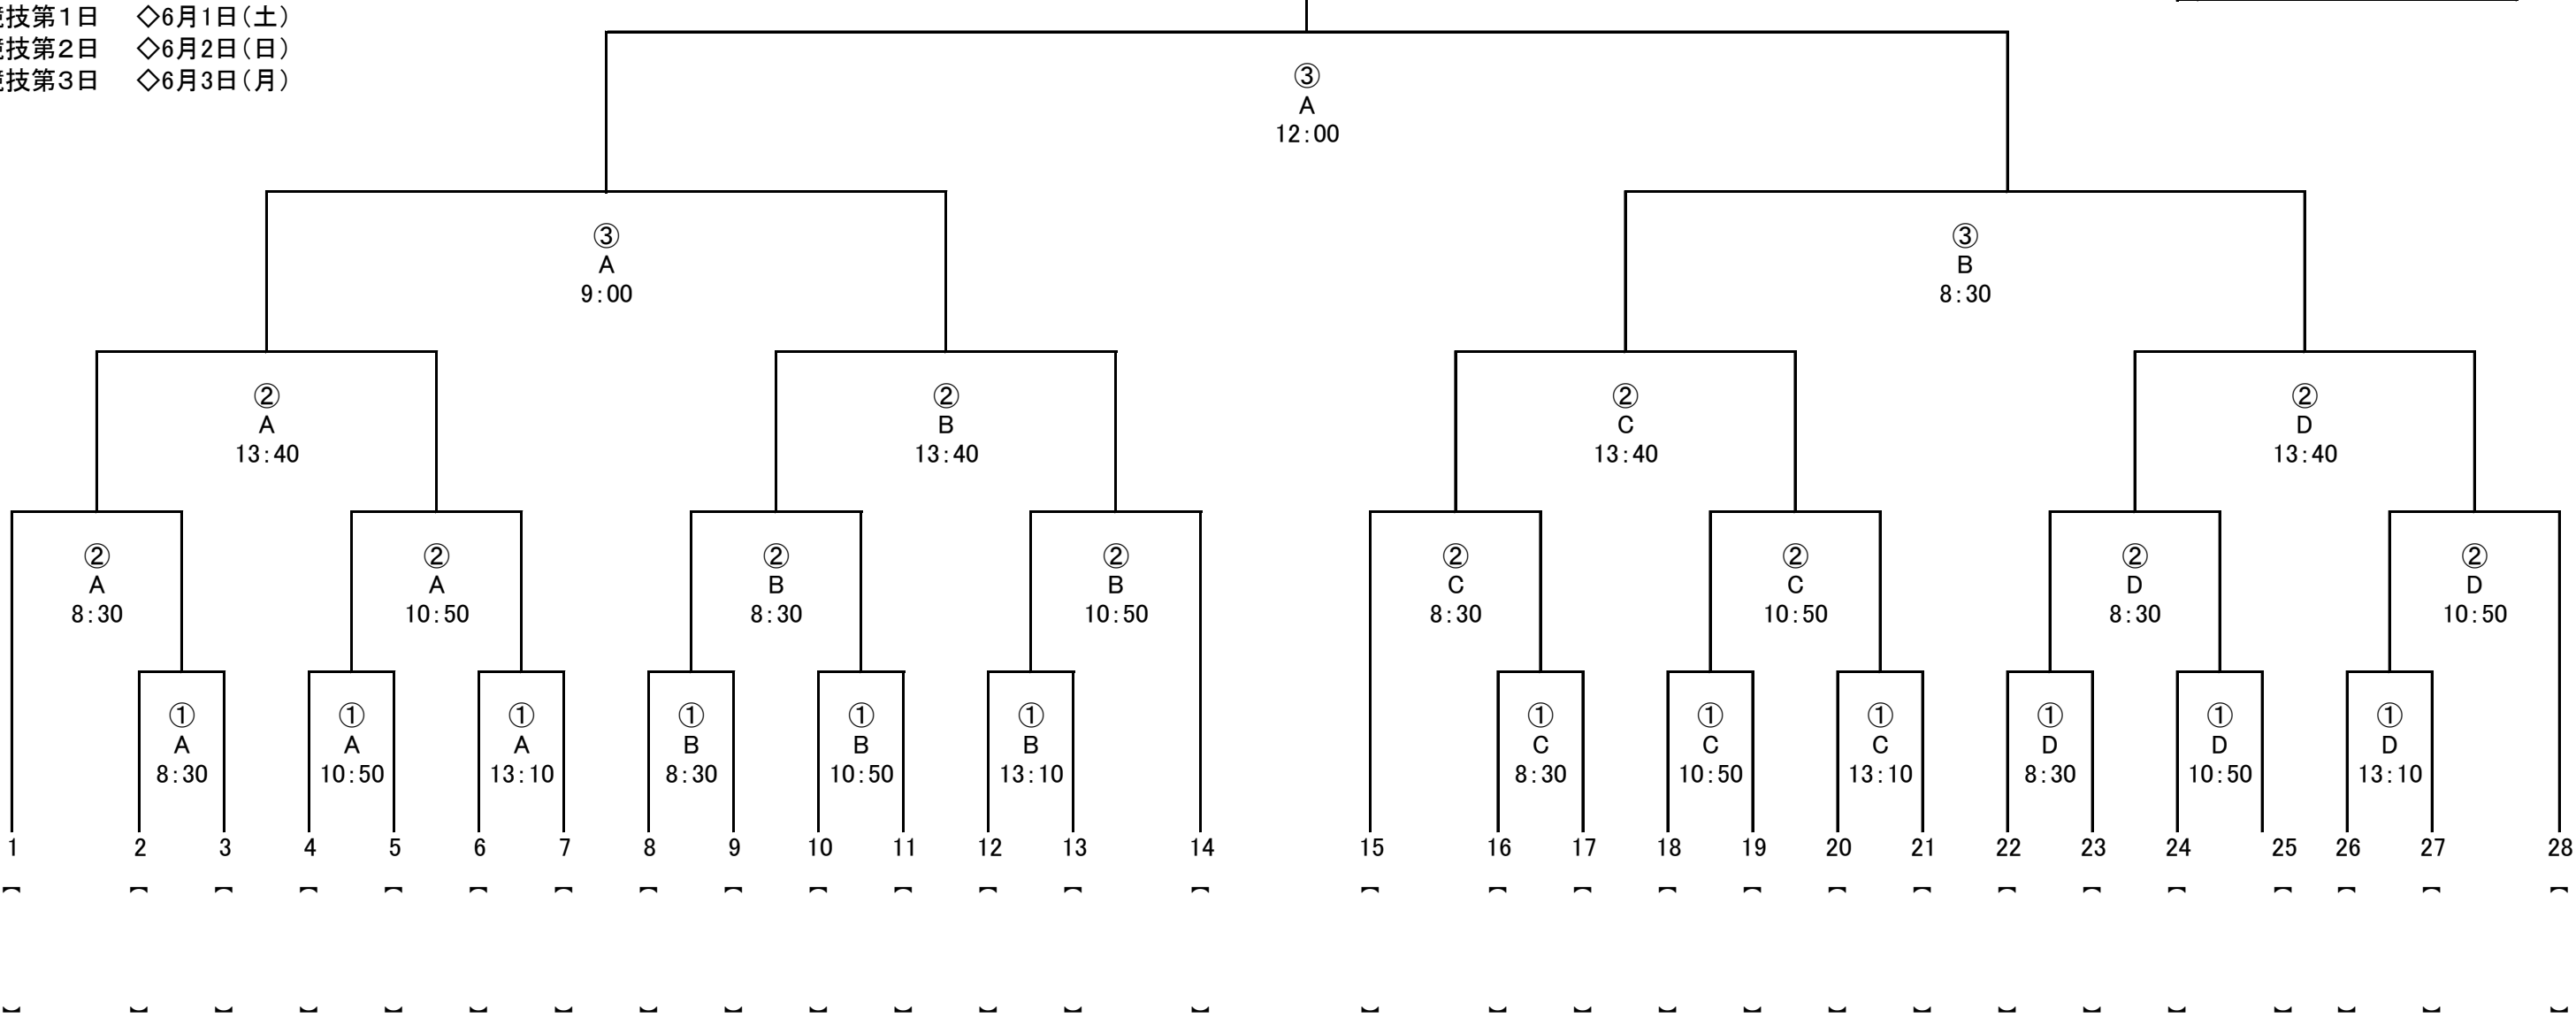 技第1日 ◇6月1日(土)
技第2日 ◇6月2日(日)
技第3日 ◇6月3日(月)
③
A
12:00
③ ③
A B
9:00 8:30
② ② ② ②
A B C D
13:40 13:40 13:40 13:40
② ② ② ② ② ② ② ②
A A B B C C D D
8:30 10:50 8:30 10:50 8:30 10:50 8:30 10:50
① ① ① ① ① ① ① ① ① ① ① ①
A A A B B B C C C D D D
8:30 10:50 13:10 8:30 10:50 13:10 8:30 10:50 13:10 8:30 10:50 13:10
1 2 3 4 5 6 7 8 9 10 11 12 13 14 15 16 17 18 19 20 21 22 23 24 25 26 27 28